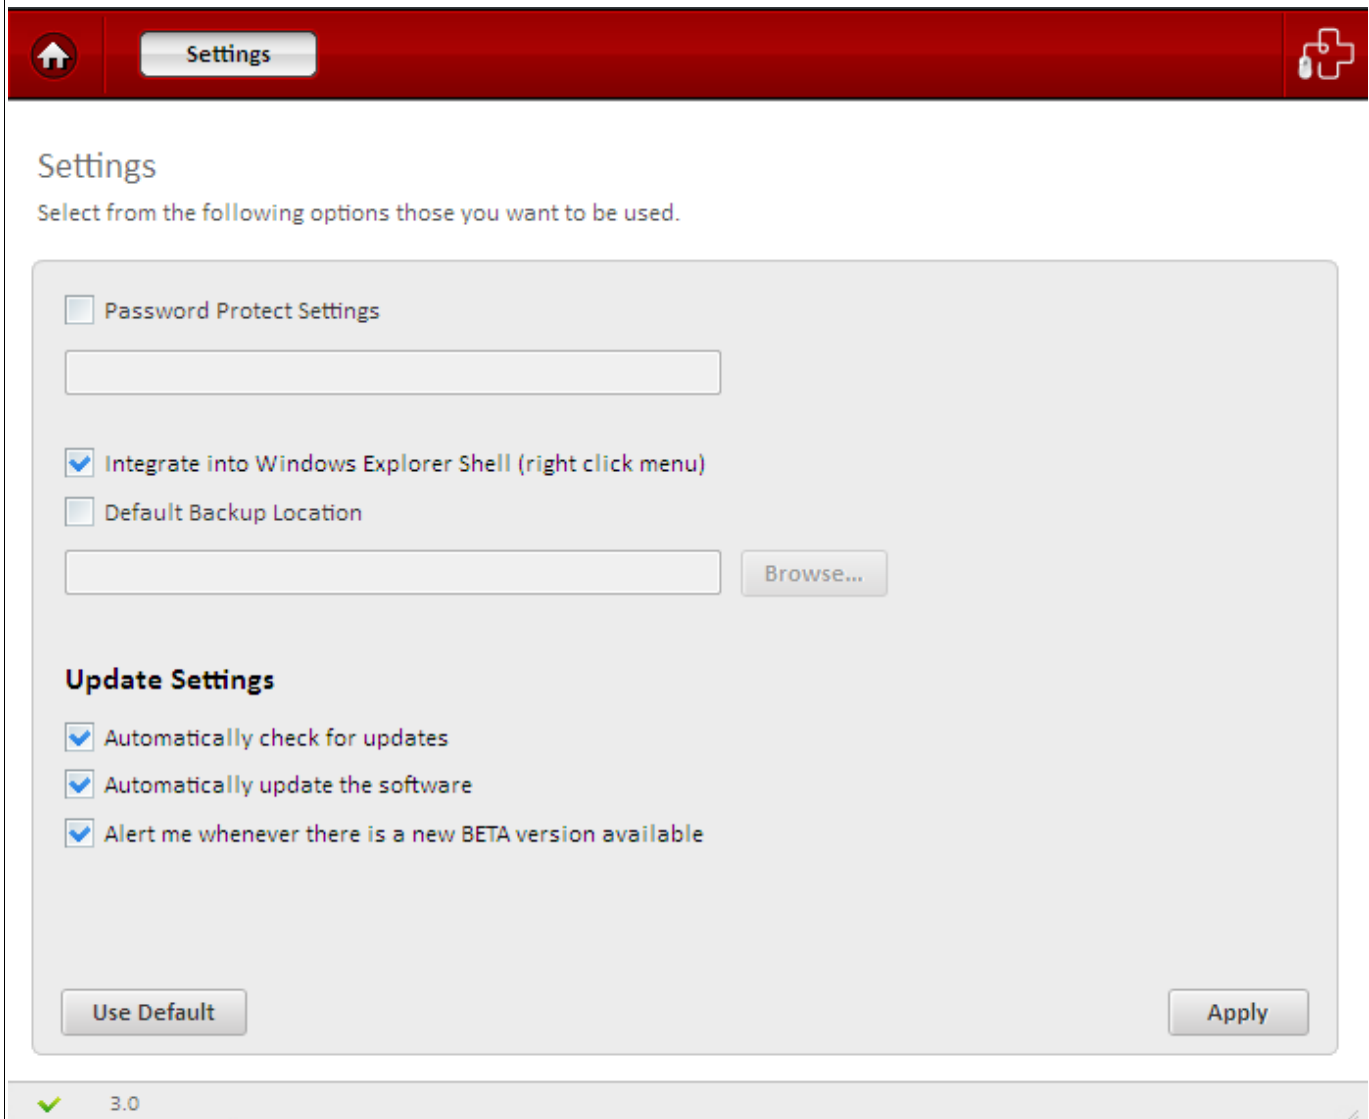 Settings
Settings
Select from the following options those you want to be used.
Password Protect Settings
Integrate into Windows Explorer Shell (right click menu)
Default Backup Location
Browse...
Update Settings
Automatically check for updates
Automatically update the software
Alert me whenever there is a new BETA version available
Use Default
Apply
3.0